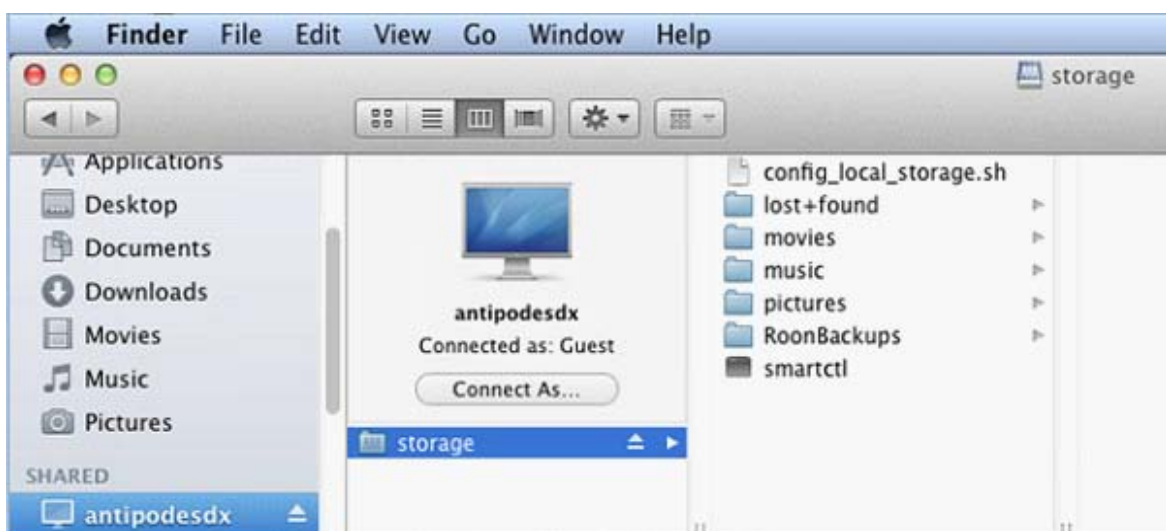 Finder File Edit View Go Window Help
storage
Applications
Desktop
Documents
Downloads
Movies
Music
Pictures
SHARED
antipodesdx
antipodesdx
Connected as: Guest
Connect As...
storage
config_local_storage.sh
lost+found
movies
music
pictures
RoonBackups
smartctl